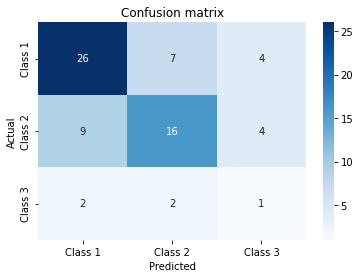 Confusion matrix
Class 1
26
7
4
Class 2
9
16
4
Class 3
2
2
1
Class 1
Class 2
Class 3
Actual
Predicted
25
20
15
10
5